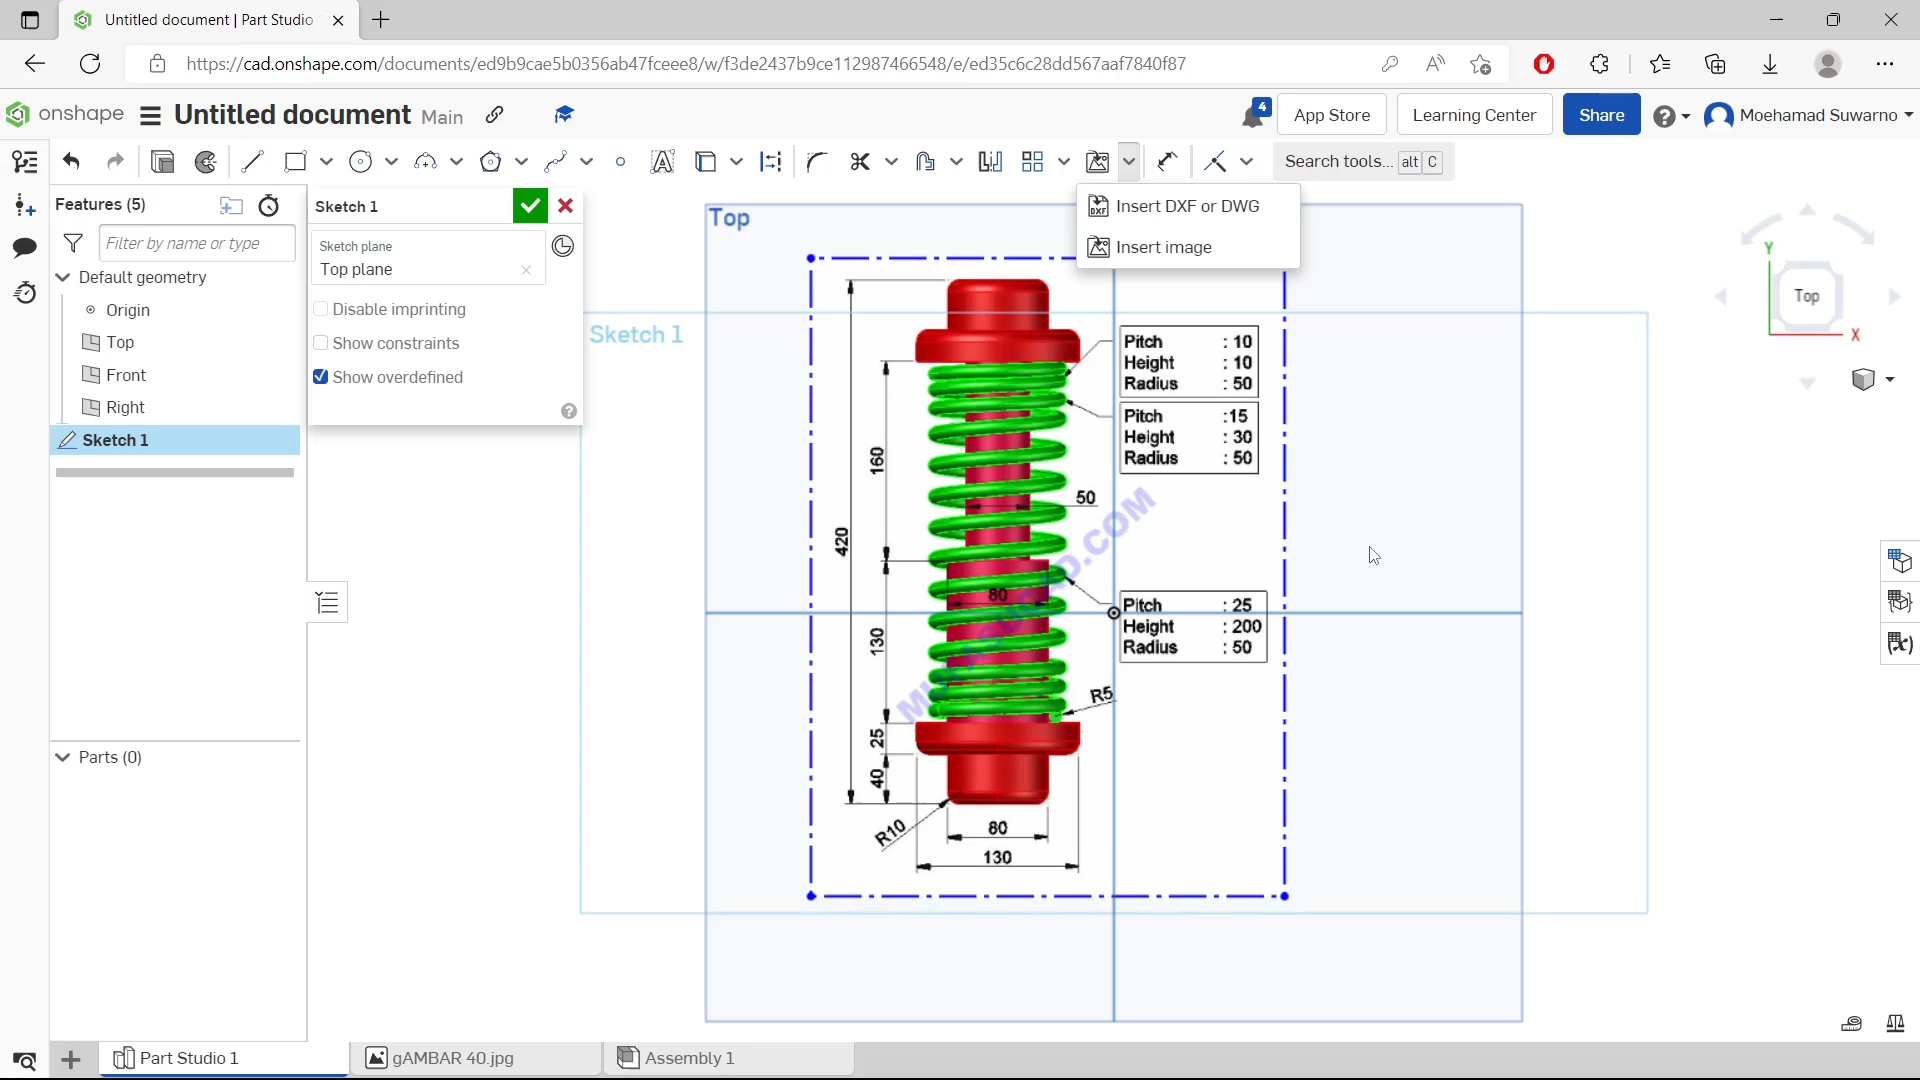 Untitled document | Part Studio
https://cad.onshape.com/documents/ed9b9cae5b0356ab47fceee8/w/f3de2437b9ce112987466548/e/ed35c6c28dd567aaf7840f87
onshape Untitled document Main 4 App Store Learning Center Share Moehamad Suwarno
Search tools... alt C
Features (5)
Filter by name or type
Default geometry
Origin
Top
Front
Right
Sketch 1
Parts (0)
Sketch 1
Sketch plane
Top plane
Disable imprinting
Show constraints
Show overdefined
Insert DXF or DWG
Insert image
Top
Sketch 1
Pitch : 10
Height : 10
Radius : 50
Pitch :15
Height : 30
Radius : 50
160
50
420
80
Pitch : 25
Height : 200
Radius : 50
130
R5
25
40
R10
80
130
Y
Top
X
Part Studio 1
gAMBAR 40.jpg
Assembly 1